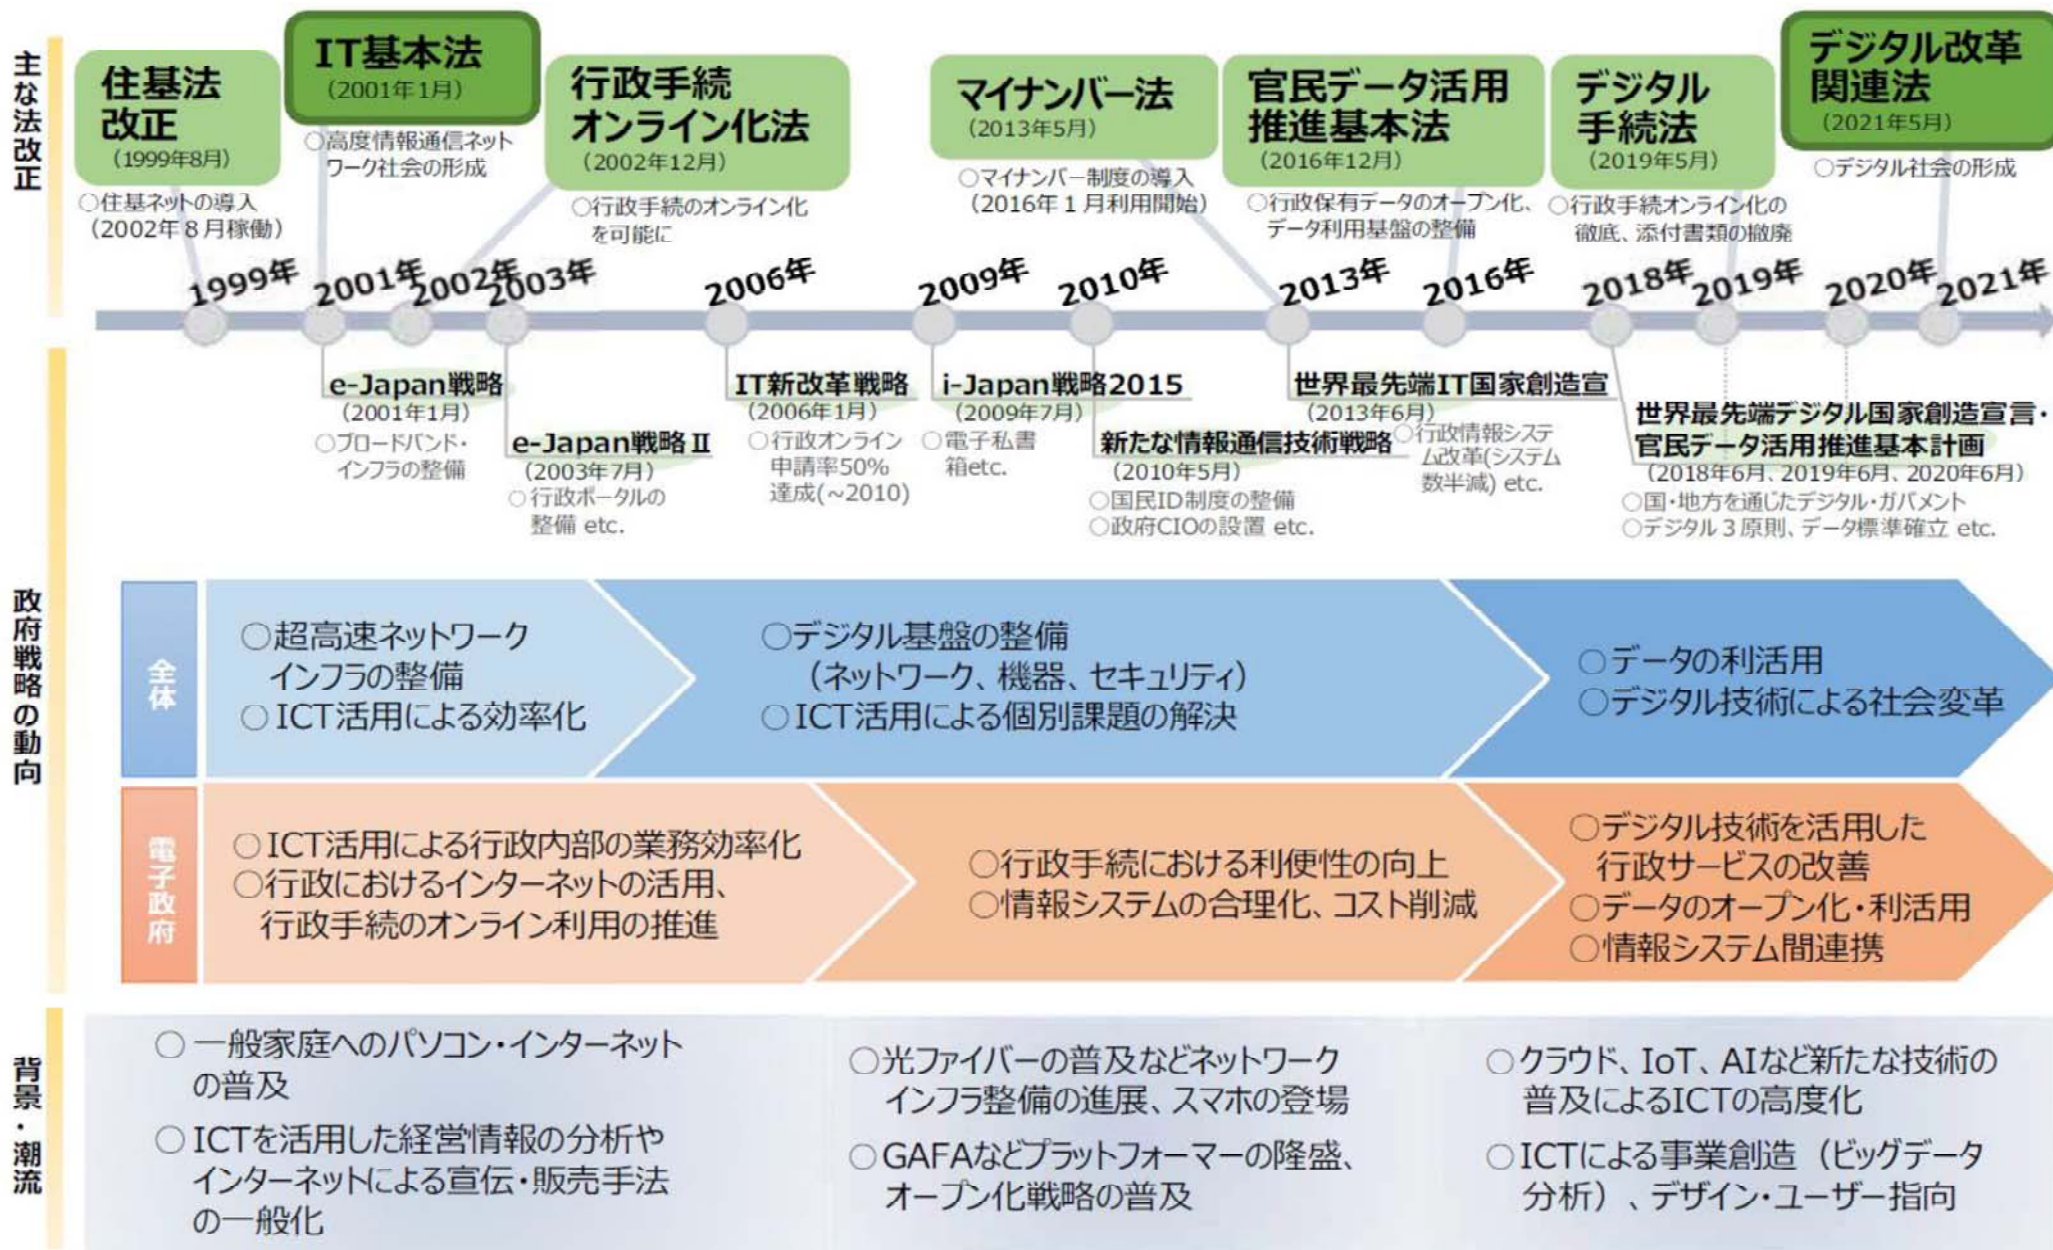 主な法改正
住基法
改正
（1999年8月）
○住基ネットの導入
（2002年８月稼働）
IT基本法
（2001年1月）
○高度情報通信ネット
ワーク社会の形成
行政手続
オンライン化法
（2002年12月）
○行政手続のオンライン化
を可能に
マイナンバー法
（2013年5月）
○マイナンバー制度の導入
（2016年１月利用開始）
官民データ活用
推進基本法
（2016年12月）
○行政保有データのオープン化、
データ利用基盤の整備
デジタル
手続法
（2019年5月）
○行政手続オンライン化の
徹底、添付書類の撤廃
デジタル改革
関連法
（2021年5月）
○デジタル社会の形成
1999年
2001年
2002年
2003年
2006年
2009年
2010年
2013年
2016年
2018年
2019年
2020年
2021年
政府戦略の動向
e-Japan戦略
（2001年1月）
○ブロードバンド・
インフラの整備
e-Japan戦略Ⅱ
（2003年7月）
○行政ポータルの
整備 etc.
IT新改革戦略
（2006年1月）
○行政オンライン
申請率50%
達成(~2010)
i-Japan戦略2015
（2009年7月）
○電子私書
箱etc.
新たな情報通信技術戦略
（2010年5月）
○国民ID制度の整備
○政府CIOの設置 etc.
世界最先端IT国家創造宣
（2013年6月）
○行政情報システ
ム改革(システム
数半減) etc.
世界最先端デジタル国家創造宣言・
官民データ活用推進基本計画
（2018年6月、2019年6月、2020年6月）
○国・地方を通じたデジタル・ガバメント
○デジタル３原則、データ標準確立 etc.
全体
○超高速ネットワーク
インフラの整備
○ICT活用による効率化
○デジタル基盤の整備
（ネットワーク、機器、セキュリティ）
○ICT活用による個別課題の解決
○データの利活用
○デジタル技術による社会変革
電子政府
○ICT活用による行政内部の業務効率化
○行政におけるインターネットの活用、
行政手続のオンライン利用の推進
○行政手続における利便性の向上
○情報システムの合理化、コスト削減
○デジタル技術を活用した
行政サービスの改善
○データのオープン化・利活用
○情報システム間連携
背景・潮流
○一般家庭へのパソコン・インターネット
の普及
○ICTを活用した経営情報の分析や
インターネットによる宣伝・販売手法
の一般化
○光ファイバーの普及などネットワーク
インフラ整備の進展、スマホの登場
○GAFAなどプラットフォーマーの隆盛、
オープン化戦略の普及
○クラウド、IoT、AIなど新たな技術の
普及によるICTの高度化
○ICTによる事業創造（ビッグデータ
分析）、デザイン・ユーザー指向